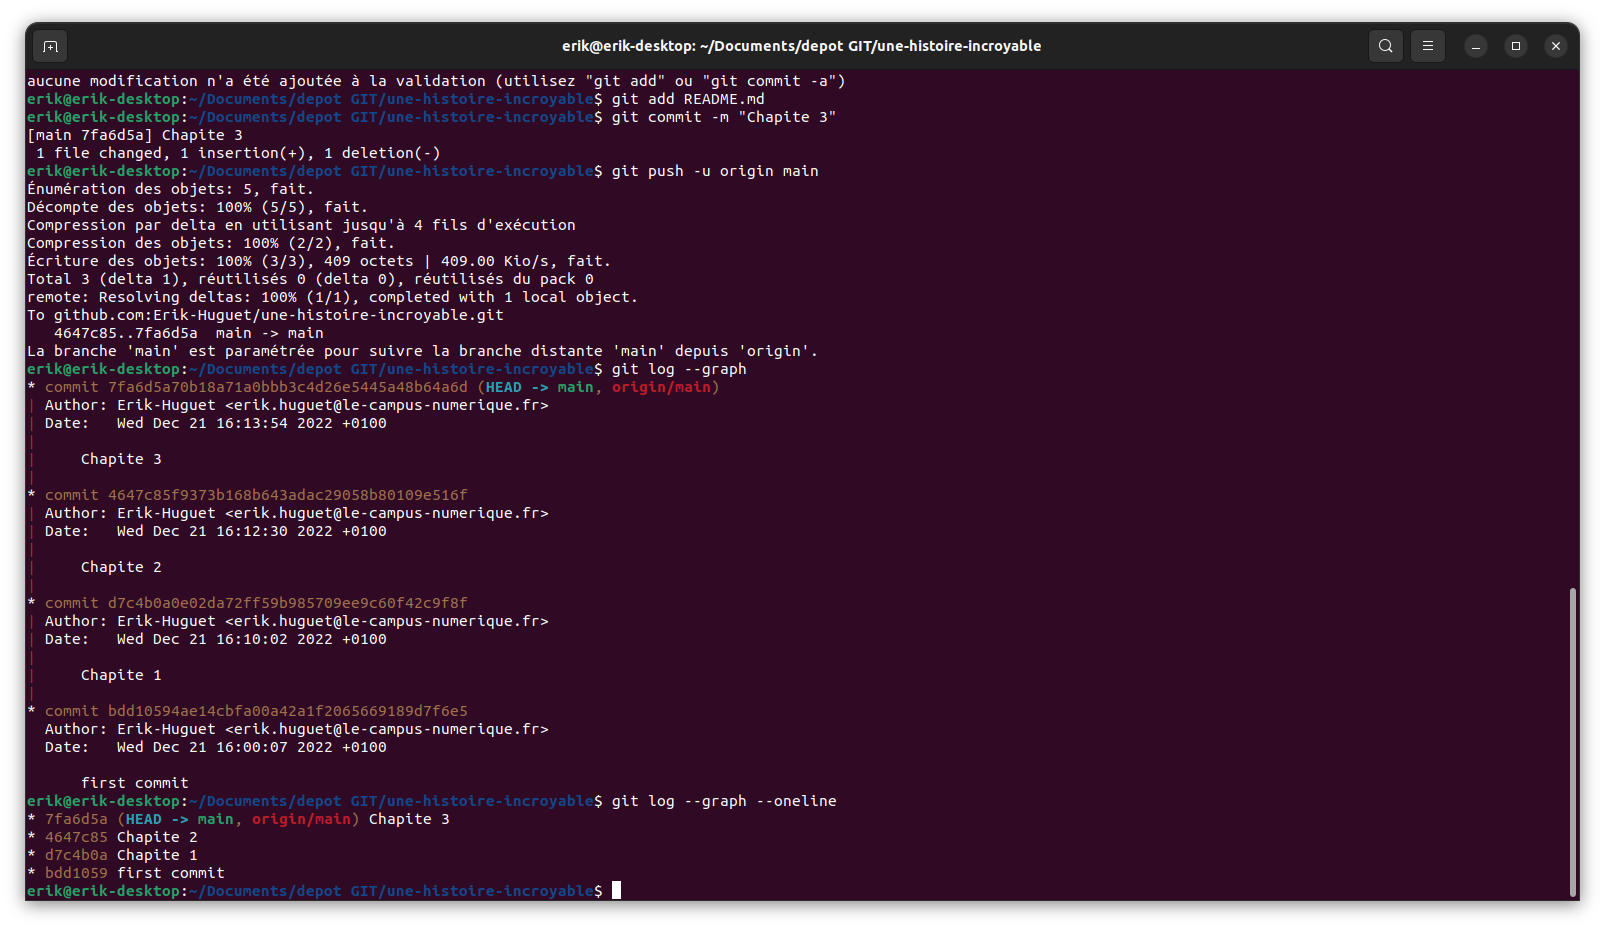 erik@erik-desktop: ~/Documents/depot GIT/une-histoire-incroyable
aucune modification n'a été ajoutée à la validation (utilisez "git add" ou "git commit -a")
erik@erik-desktop:~/Documents/depot GIT/une-histoire-incroyable$ git add README.md
erik@erik-desktop:~/Documents/depot GIT/une-histoire-incroyable$ git commit -m "Chapite 3"
[main 7fa6d5a] Chapite 3
 1 file changed, 1 insertion(+), 1 deletion(-)
erik@erik-desktop:~/Documents/depot GIT/une-histoire-incroyable$ git push -u origin main
Énumération des objets: 5, fait.
Décompte des objets: 100% (5/5), fait.
Compression par delta en utilisant jusqu'à 4 fils d'exécution
Compression des objets: 100% (2/2), fait.
Écriture des objets: 100% (3/3), 409 octets | 409.00 Kio/s, fait.
Total 3 (delta 1), réutilisés 0 (delta 0), réutilisés du pack 0
remote: Resolving deltas: 100% (1/1), completed with 1 local object.
To github.com:Erik-Huguet/une-histoire-incroyable.git
   4647c85..7fa6d5a  main -> main
La branche 'main' est paramétrée pour suivre la branche distante 'main' depuis 'origin'.
erik@erik-desktop:~/Documents/depot GIT/une-histoire-incroyable$ git log --graph
* commit 7fa6d5a70b18a71a0bbb3c4d26e5445a48b64a6d (HEAD -> main, origin/main)
| Author: Erik-Huguet <erik.huguet@le-campus-numerique.fr>
| Date:   Wed Dec 21 16:13:54 2022 +0100
|
|     Chapite 3
|
* commit 4647c85f9373b168b643adac29058b80109e516f
| Author: Erik-Huguet <erik.huguet@le-campus-numerique.fr>
| Date:   Wed Dec 21 16:12:30 2022 +0100
|
|     Chapite 2
|
* commit d7c4b0a0e02da72ff59b985709ee9c60f42c9f8f
| Author: Erik-Huguet <erik.huguet@le-campus-numerique.fr>
| Date:   Wed Dec 21 16:10:02 2022 +0100
|
|     Chapite 1
|
* commit bdd10594ae14cbfa00a42a1f2065669189d7f6e5
  Author: Erik-Huguet <erik.huguet@le-campus-numerique.fr>
  Date:   Wed Dec 21 16:00:07 2022 +0100
      first commit
erik@erik-desktop:~/Documents/depot GIT/une-histoire-incroyable$ git log --graph --oneline
* 7fa6d5a (HEAD -> main, origin/main) Chapite 3
* 4647c85 Chapite 2
* d7c4b0a Chapite 1
* bdd1059 first commit
erik@erik-desktop:~/Documents/depot GIT/une-histoire-incroyable$